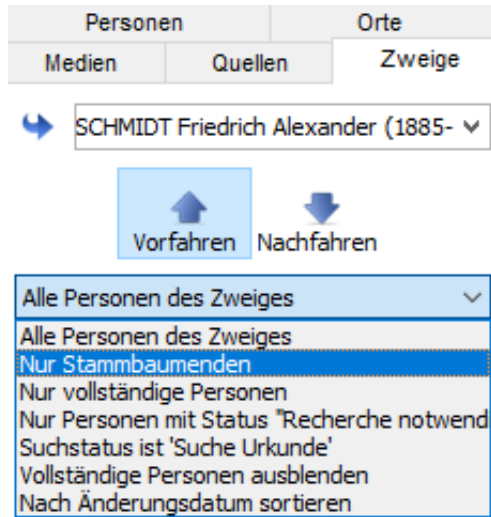 Personen Orte
Medien Quellen Zweige
SCHMIDT Friedrich Alexander (1885-
Vorfahren Nachfahren
Alle Personen des Zweiges
Alle Personen des Zweiges
Nur Stammbaumenden
Nur vollständige Personen
Nur Personen mit Status "Recherche notwend
Suchstatus ist 'Suche Urkunde'
Vollständige Personen ausblenden
Nach Änderungsdatum sortieren